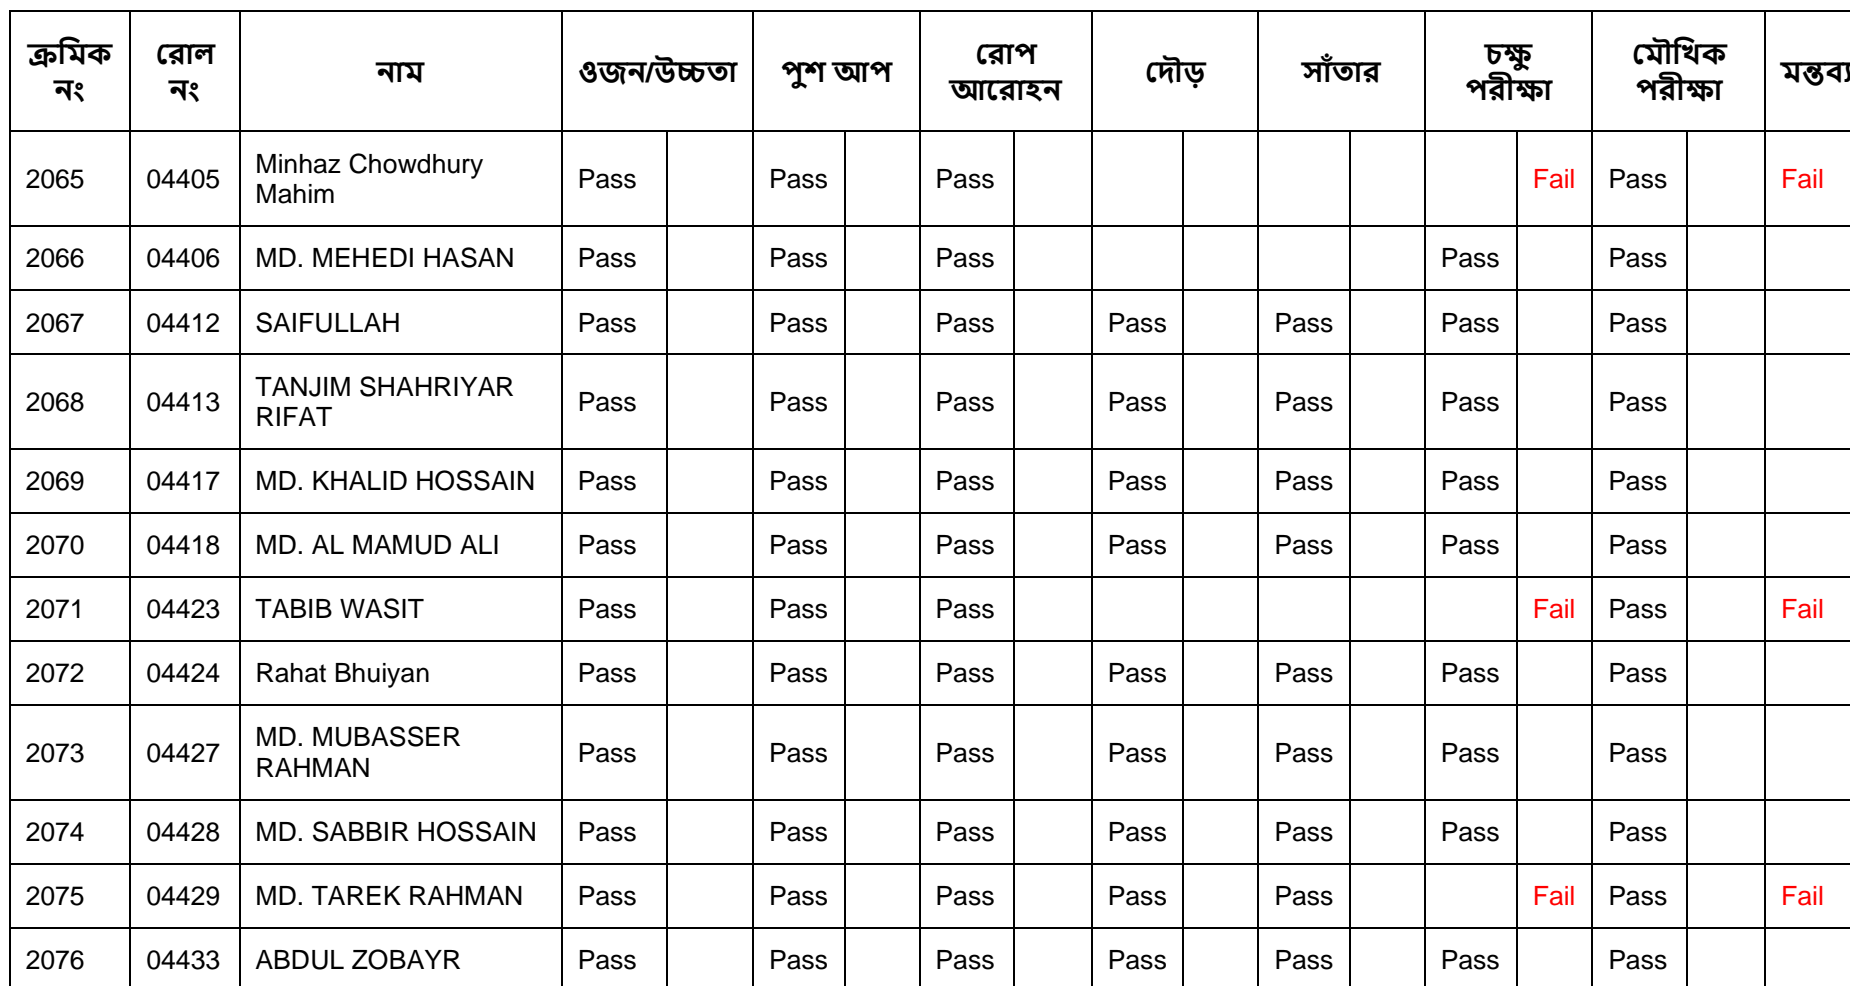 ক্রমিক নং রোল নং নাম ওজন/উচ্চতা পুশ আপ রোপ আরোহন দৌড় সাঁতার চক্ষু পরীক্ষা মৌখিক পরীক্ষা মন্তব্য
2065 04405 Minhaz Chowdhury Mahim Pass Pass Pass Fail Pass Fail
2066 04406 MD. MEHEDI HASAN Pass Pass Pass Pass Pass
2067 04412 SAIFULLAH Pass Pass Pass Pass Pass Pass Pass
2068 04413 TANJIM SHAHRIYAR RIFAT Pass Pass Pass Pass Pass Pass Pass
2069 04417 MD. KHALID HOSSAIN Pass Pass Pass Pass Pass Pass Pass
2070 04418 MD. AL MAMUD ALI Pass Pass Pass Pass Pass Pass Pass
2071 04423 TABIB WASIT Pass Pass Pass Fail Pass Fail
2072 04424 Rahat Bhuiyan Pass Pass Pass Pass Pass Pass Pass
2073 04427 MD. MUBASSER RAHMAN Pass Pass Pass Pass Pass Pass Pass
2074 04428 MD. SABBIR HOSSAIN Pass Pass Pass Pass Pass Pass Pass
2075 04429 MD. TAREK RAHMAN Pass Pass Pass Pass Pass Fail Pass Fail
2076 04433 ABDUL ZOBAYR Pass Pass Pass Pass Pass Pass Pass